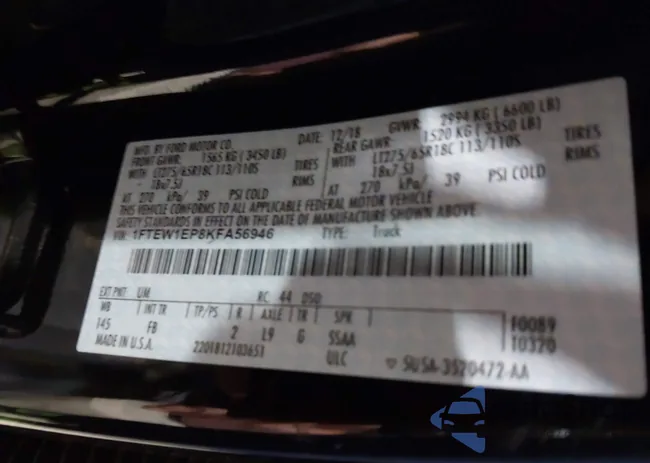 MFD. BY FORD MOTOR CO.
DATE: 12/18 GVWR: 2994 KG ( 6600 LB)
FRONT GAWR: 1565 KG ( 3450 LB)
REAR GAWR: 1520 KG ( 3350 LB)
WITH LT275/65R18C 113/110S TIRES
WITH LT275/65R18C 113/110S TIRES
18x7.5J RIMS
18x7.5J RIMS
AT 270 kPa/ 39 PSI COLD
AT 270 kPa/ 39 PSI COLD
THIS VEHICLE CONFORMS TO ALL APPLICABLE FEDERAL MOTOR VEHICLE
SAFETY STANDARDS IN EFFECT ON THE DATE OF MANUFACTURE SHOWN ABOVE.
VIN: 1FTEW1EP8KFA56946 TYPE: Truck
EXT PNT: UM RC: 44 DSO:
WB INT TR TP/PS R AXLE TR SPR
145 FB 2 L9 G SSAA
F0089
T0320
MADE IN U.S.A. 2201812103651 ULC
SUSA-3520472-AA